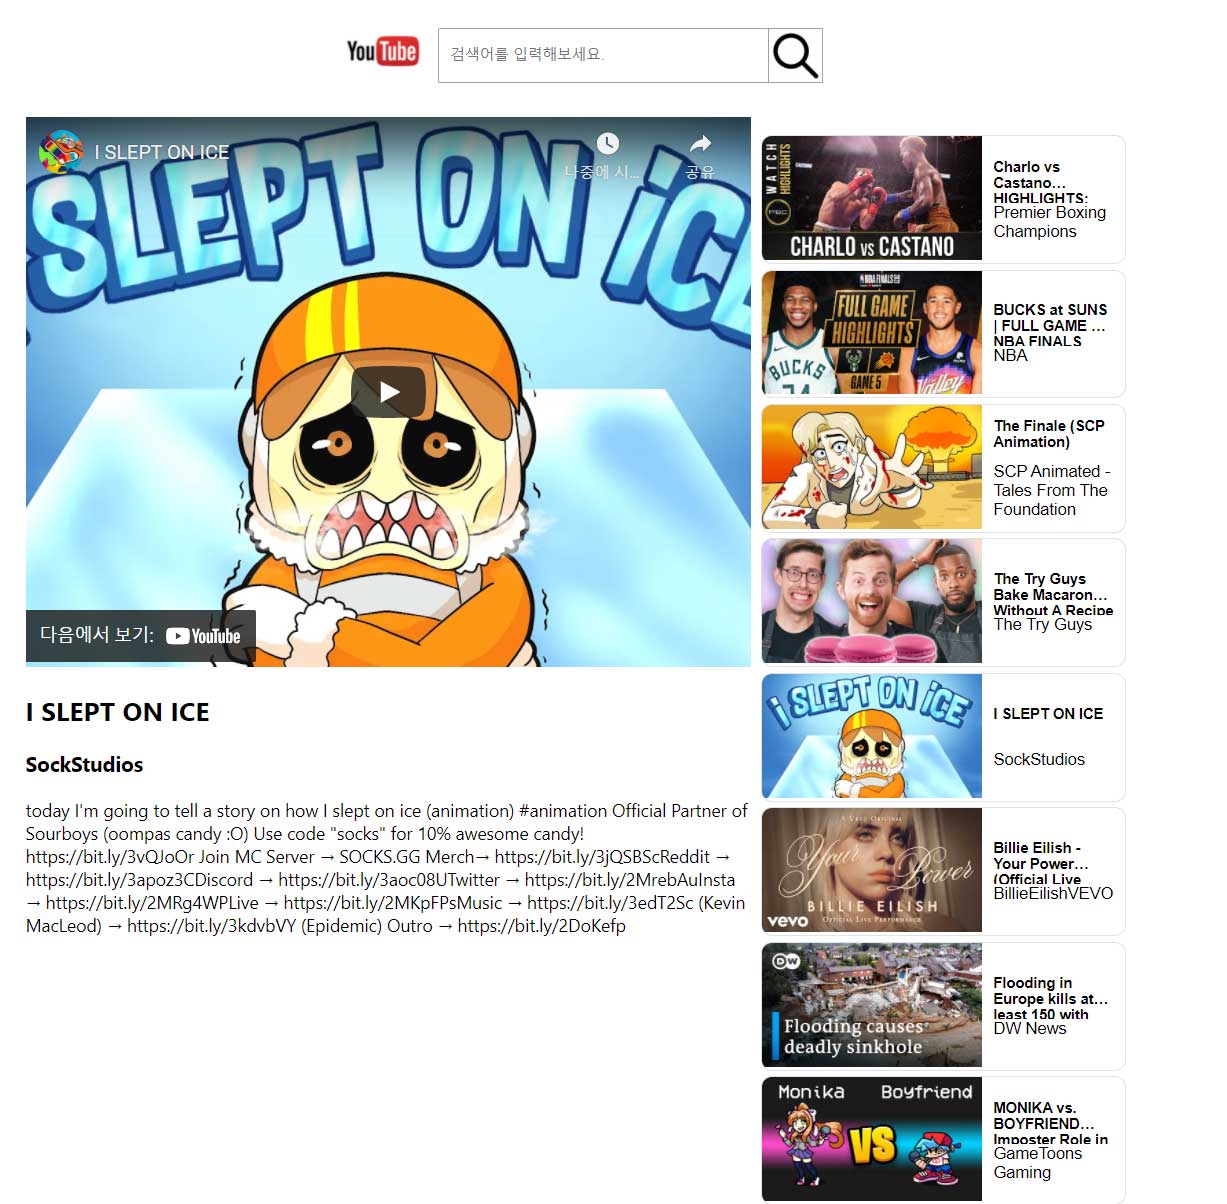 YouTube
검색어를 입력해보세요.
I SLEPT ON ICE
나중에 시...
공유
SLEPT ON iCE
다음에서 보기: YouTube
I SLEPT ON ICE
SockStudios
today I'm going to tell a story on how I slept on ice (animation) #animation Official Partner of
Sourboys (oompas candy :O) Use code "socks" for 10% awesome candy!
https://bit.ly/3vQJoOr Join MC Server → SOCKS.GG Merch→ https://bit.ly/3jQSBScReddit →
https://bit.ly/3apoz3CDiscord → https://bit.ly/3aoc08UTwitter → https://bit.ly/2MrebAuInsta
→ https://bit.ly/2MRg4WPLive → https://bit.ly/2MKpFPsMusic → https://bit.ly/3edT2Sc (Kevin
MacLeod) → https://bit.ly/3kdvbVY (Epidemic) Outro → https://bit.ly/2DoKefp
WATCH
HIGHLIGHTS
PBC
CHARLO VS CASTANO
Charlo vs
Castano...
HIGHLIGHTS:
Premier Boxing
Champions
NBA FINALS
FULL GAME
HIGHLIGHTS
GAME 5
BUCKS
34
Valley
BUCKS at SUNS
| FULL GAME ...
NBA FINALS
NBA
The Finale (SCP
Animation)
SCP Animated -
Tales From The
Foundation
The Try Guys
Bake Macaron...
Without A Recipe
The Try Guys
i SLEPT ON iCE
I SLEPT ON ICE
SockStudios
A VEVO ORIGINAL
Your Power
BILLIE EILISH
OFFICIAL LIVE PERFORMANCE
vevo
Billie Eilish -
Your Power...
(Official Live
BillieEilishVEVO
DW
Flooding causes
deadly sinkhole
Flooding in
Europe kills at...
least 150 with
DW News
Monika Boyfriend
VS
MONIKA vs.
BOYFRIEND...
Imposter Role in
GameToons
Gaming